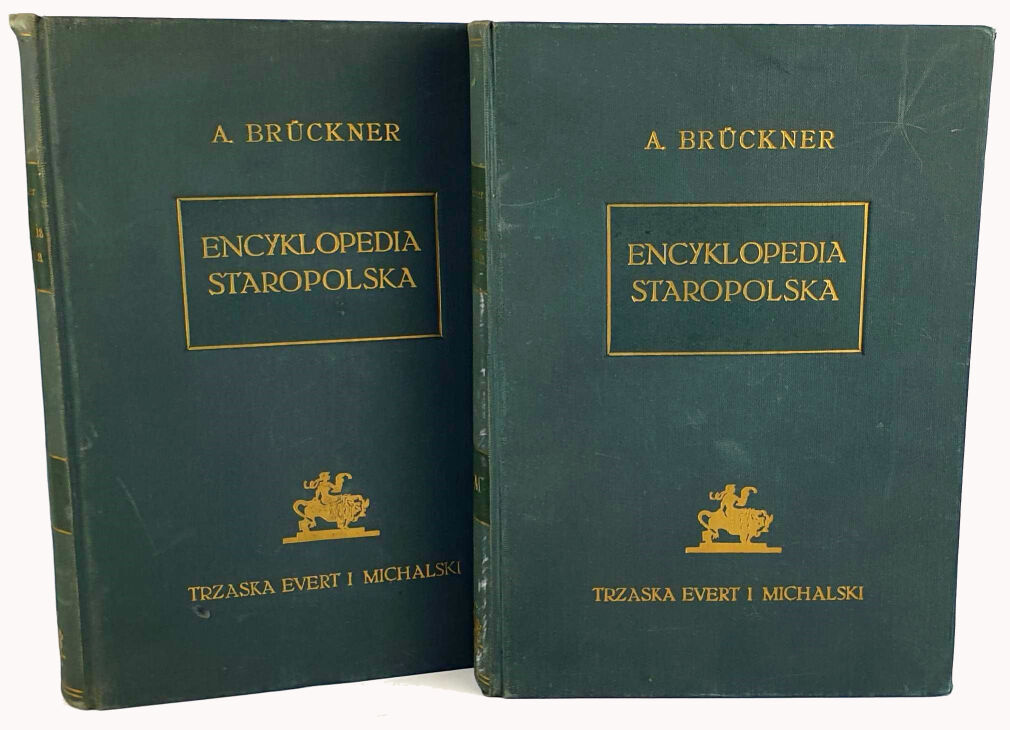 A. BRÜCKNER
ENCYKLOPEDIA
STAROPOLSKA
TRZASKA EVERT I MICHALSKI
A. BRÜCKNER
ENCYKLOPEDIA
STAROPOLSKA
TRZASKA EVERT I MICHALSKI